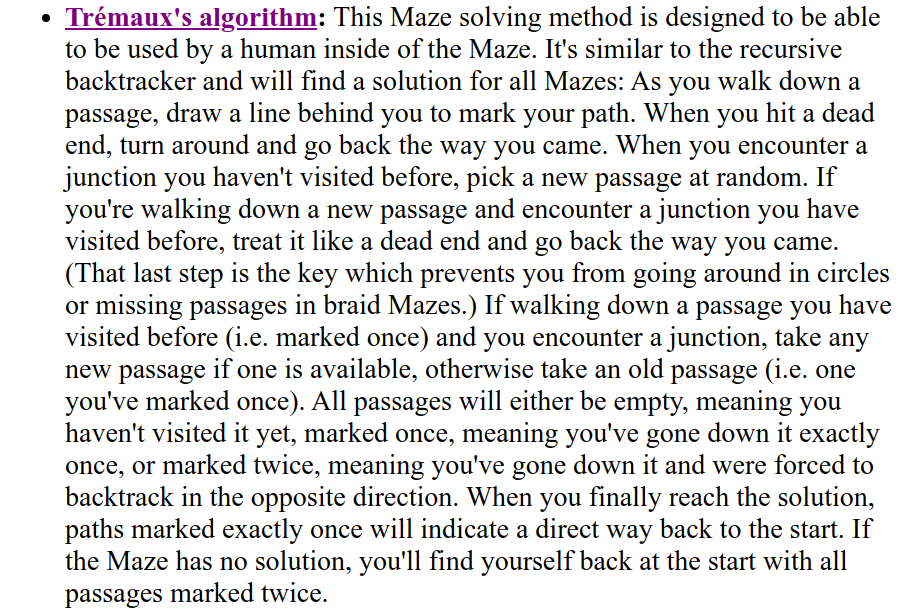 • Trémaux's algorithm: This Maze solving method is designed to be able
to be used by a human inside of the Maze. It's similar to the recursive
backtracker and will find a solution for all Mazes: As you walk down a
passage, draw a line behind you to mark your path. When you hit a dead
end, turn around and go back the way you came. When you encounter a
junction you haven't visited before, pick a new passage at random. If
you're walking down a new passage and encounter a junction you have
visited before, treat it like a dead end and go back the way you came.
(That last step is the key which prevents you from going around in circles
or missing passages in braid Mazes.) If walking down a passage you have
visited before (i.e. marked once) and you encounter a junction, take any
new passage if one is available, otherwise take an old passage (i.e. one
you've marked once). All passages will either be empty, meaning you
haven't visited it yet, marked once, meaning you've gone down it exactly
once, or marked twice, meaning you've gone down it and were forced to
backtrack in the opposite direction. When you finally reach the solution,
paths marked exactly once will indicate a direct way back to the start. If
the Maze has no solution, you'll find yourself back at the start with all
passages marked twice.